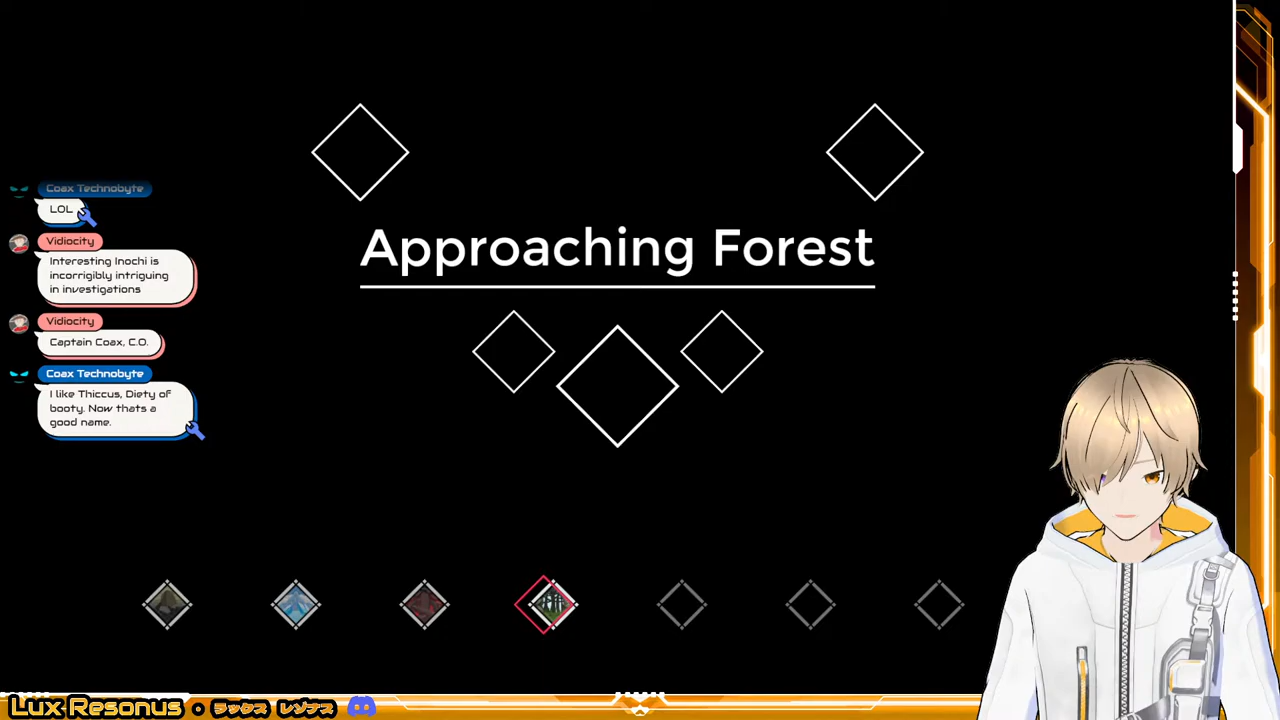 Approaching Forest
Coax Technobyte
LOL
Vidiocity
Interesting Inochi is
incorrigibly intriguing
in investigations
Vidiocity
Captain Coax, C.O.
Coax Technobyte
I like Thiccus, Diety of
booty. Now thats a
good name.
Lux Resonus • ラックス レゾナス